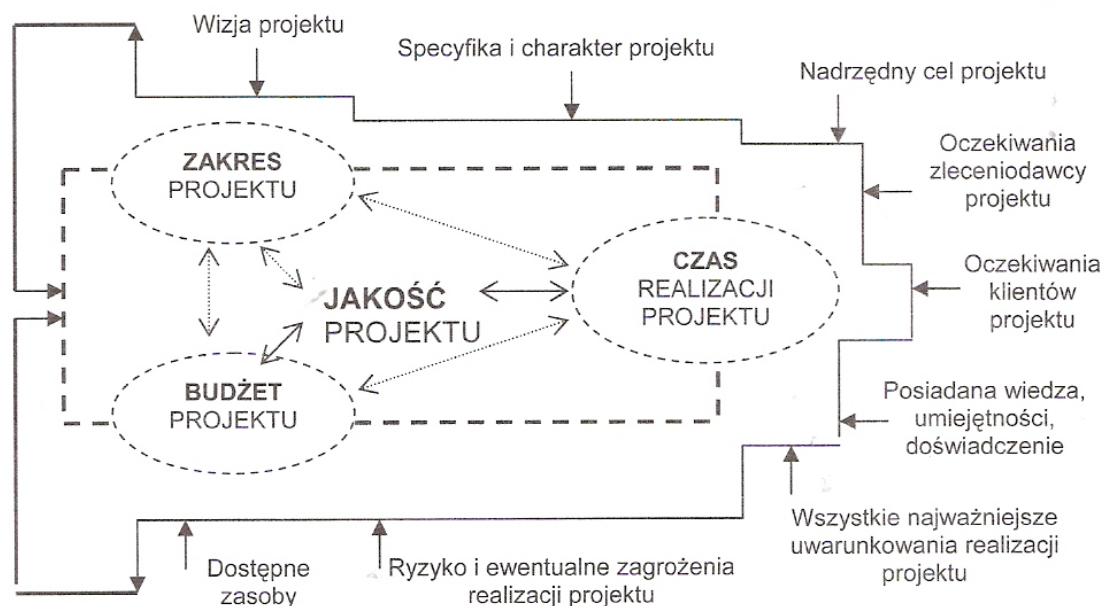 Wizja projektu
Specyfika i charakter projektu
Nadrzędny cel projektu
Oczekiwania
zleceniodawcy
projektu
Oczekiwania
klientów
projektu
Posiadana wiedza,
umiejętności,
doświadczenie
Wszystkie najważniejsze
uwarunkowania realizacji
projektu
Ryzyko i ewentualne zagrożenia
realizacji projektu
Dostępne
zasoby
ZAKRES
PROJEKTU
JAKOŚĆ
PROJEKTU
CZAS
REALIZACJI
PROJEKTU
BUDŻET
PROJEKTU